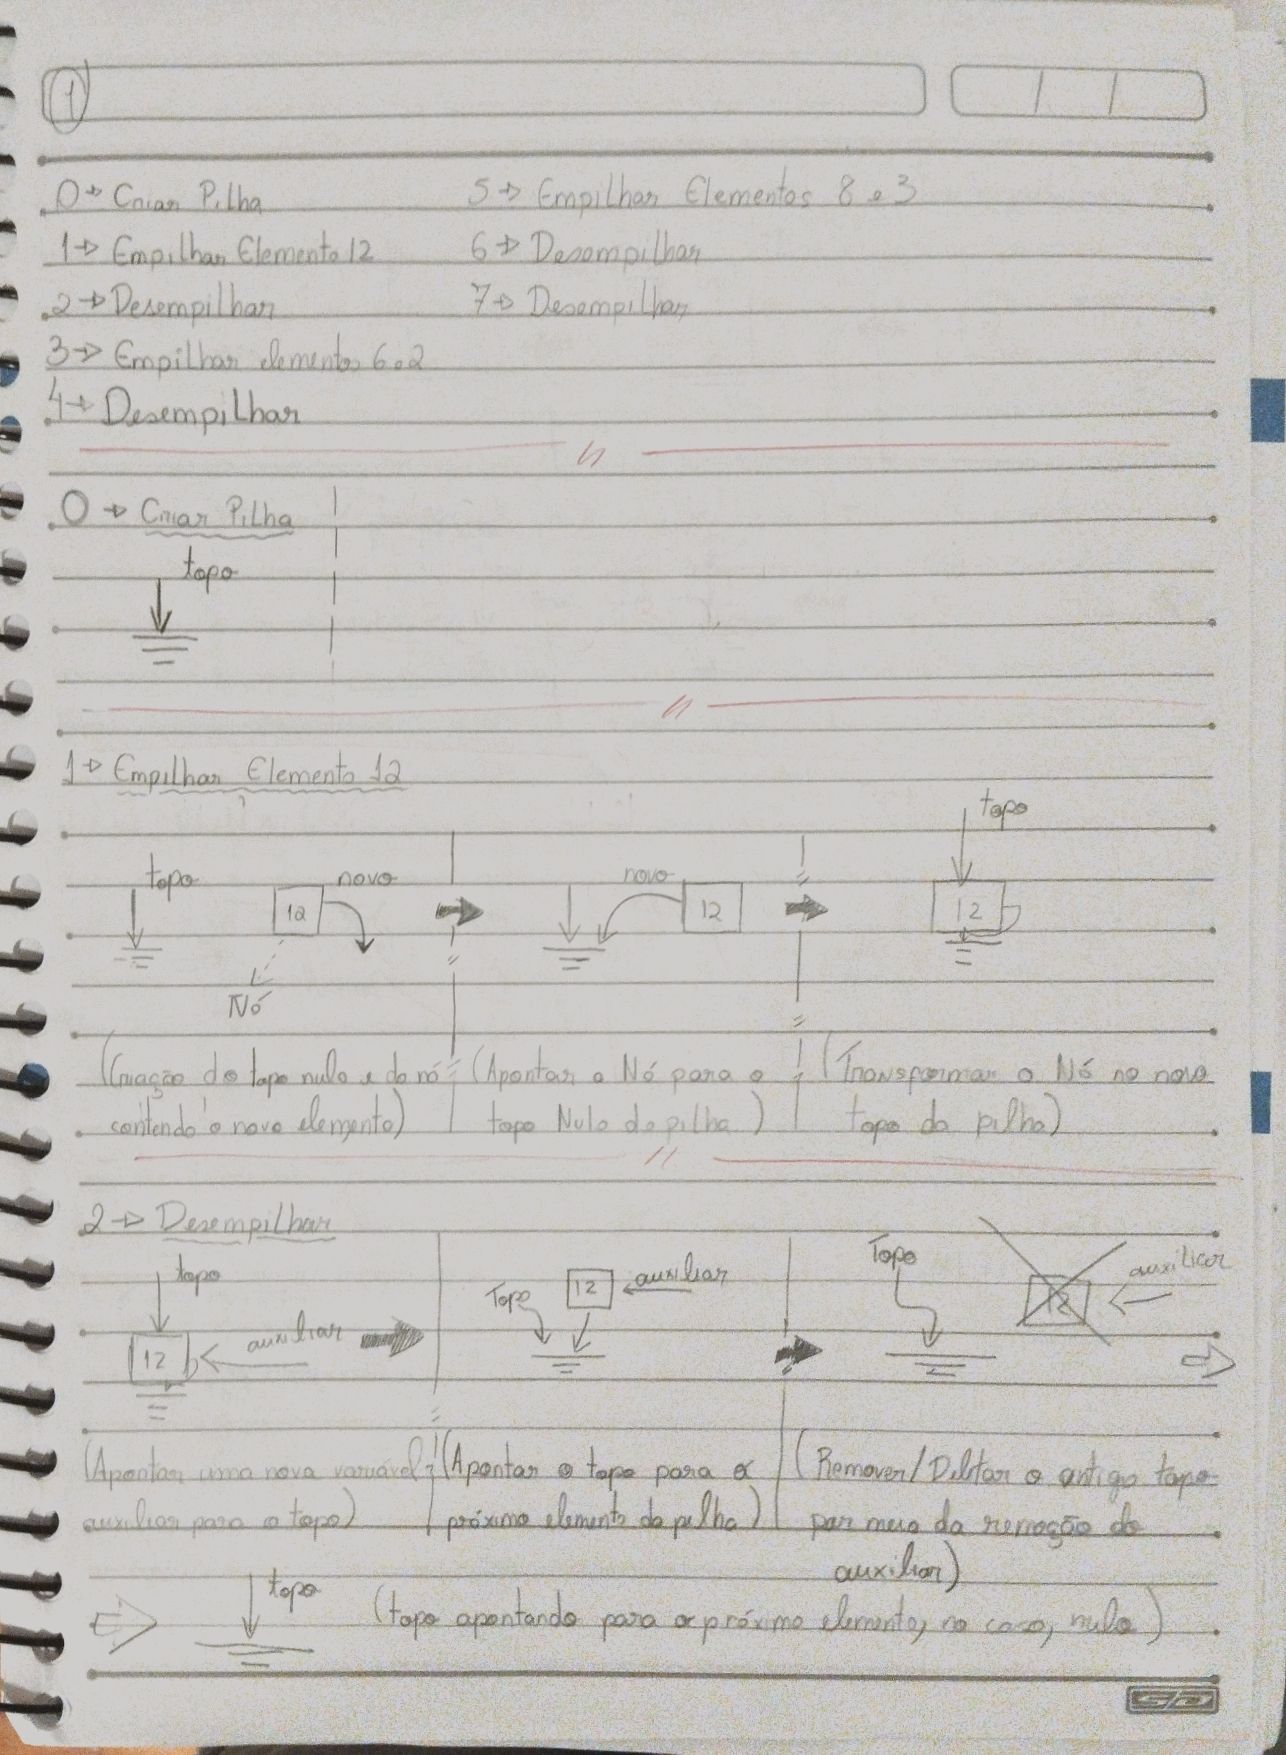 1
0 → Criar Pilha
1 → Empilhar Elemento 12
2 → Desempilhar
3 → Empilhar elementos 6 e 2
4 → Desempilhar
5 → Empilhar Elementos 8 e 3
6 → Desempilhar
7 → Desempilhar
0 → Criar Pilha
topo
1 → Empilhar Elemento 12
topo
12
novo
Nó
novo
12
topo
12
(Criação do topo nulo e do nó
contendo o novo elemento)
(Apontar o Nó para o
topo Nulo da pilha)
(Transformar o Nó no novo
topo da pilha)
2 → Desempilhar
topo
12
auxiliar
Topo
12
auxiliar
Topo
12
auxiliar
(Apontar uma nova variável
auxiliar para o topo)
(Apontar o topo para o
próximo elemento da pilha)
(Remover/Deletar o antigo topo
por meio da remoção do
auxiliar)
topo
(topo apontando para o próximo elemento, no caso, nulo)